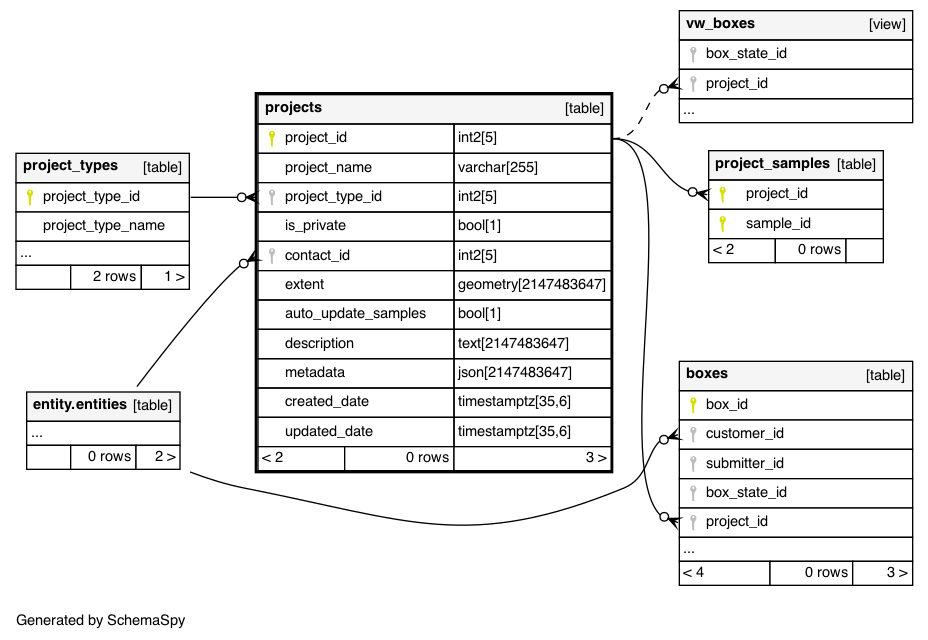 vw_boxes [view]
box_state_id
project_id
...
projects [table]
project_id int2[5]
project_name varchar[255]
project_type_id int2[5]
is_private bool[1]
contact_id int2[5]
extent geometry[2147483647]
auto_update_samples bool[1]
description text[2147483647]
metadata json[2147483647]
created_date timestamptz[35,6]
updated_date timestamptz[35,6]
< 2 0 rows 3 >
project_types [table]
project_type_id
project_type_name
...
2 rows 1 >
project_samples [table]
project_id
sample_id
< 2 0 rows
entity.entities [table]
...
0 rows 2 >
boxes [table]
box_id
customer_id
submitter_id
box_state_id
project_id
...
< 4 0 rows 3 >
Generated by SchemaSpy